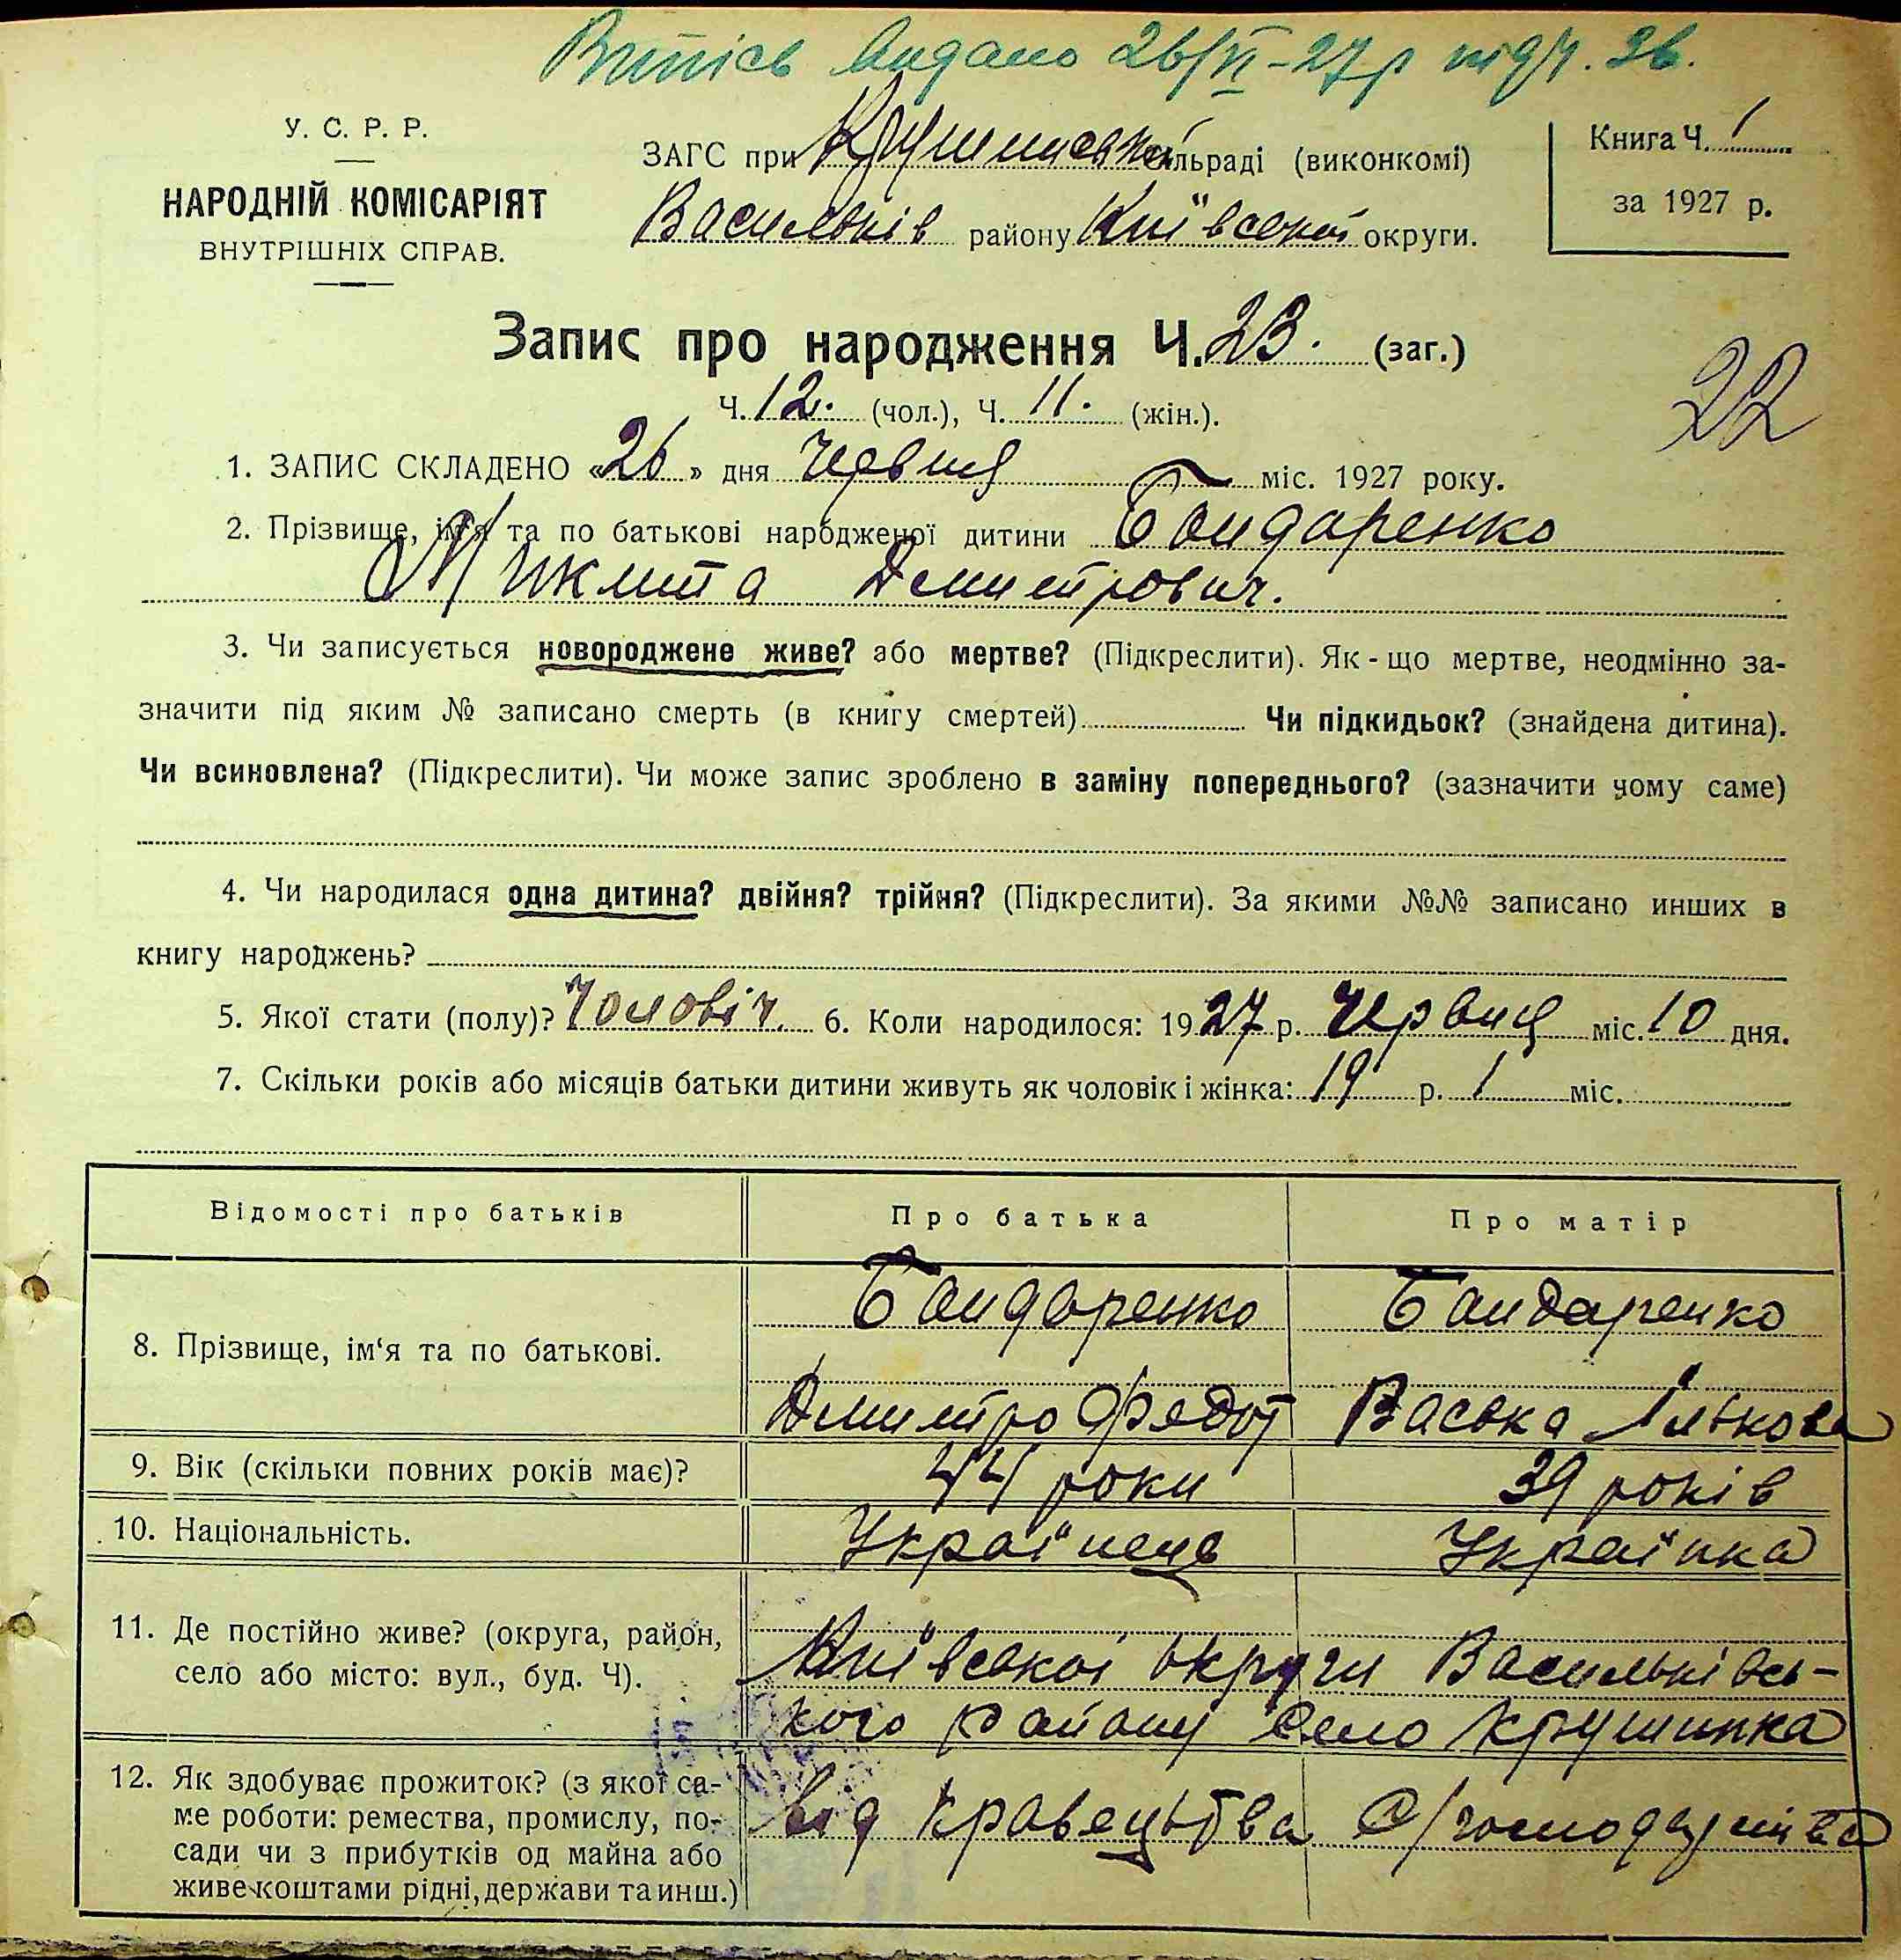 Випись видано 26/VI-27р під ч. 26.
У. С. Р. Р.
НАРОДНІЙ КОМІСАРІЯТ
ВНУТРІШНІХ СПРАВ.
ЗАГС при Крушинській сільраді (виконкомі)
Васильків району Київської округи.
Книга Ч. 1
за 1927 р.
Запис про народження Ч. 23. (заг.)
22
Ч. 12. (чол.), Ч. 11. (жін.).
1. ЗАПИС СКЛАДЕНО «26» дня червня міс. 1927 року.
2. Прізвище, ім'я та по батькові народженої дитини Бондаренко
Микита Дмитрович.
3. Чи записується новороджене живе? або мертве? (Підкреслити). Як-що мертве, неодмінно за-
значити під яким № записано смерть (в книгу смертей) Чи підкидьок? (знайдена дитина).
Чи всиновлена? (Підкреслити). Чи може запис зроблено в заміну попереднього? (зазначити чому саме)
4. Чи народилася одна дитина? двійня? трійня? (Підкреслити). За якими №№ записано инших в
книгу народжень?
5. Якої стати (полу)? Чоловіч. 6. Коли народилося: 1927 р. червня міс. 10 дня.
7. Скільки років або місяців батьки дитини живуть як чоловік і жінка: 19 р. 1 міс.
Відомості про батьків Про батька Про матір
8. Прізвище, ім'я та по батькові. Бондаренко Бондаренко
Дмитро Федот ВаськаІлькова
9. Вік (скільки повних років має)? 44 роки 39 років
10. Національність. Українець Українка
11. Де постійно живе? (округа, район,
село або місто: вул., буд. Ч).
Київської округи Васильківсь-
кого району село Крушинка
12. Як здобуває прожиток? (з якої са-
ме роботи: ремества, промислу, по-
сади чи з прибутків од майна або
живе коштами рідні, держави та инш.)
Від кравецьтва С/господарства